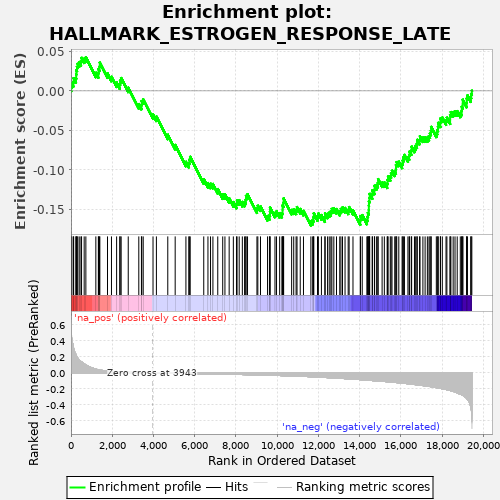 Enrichment plot:
HALLMARK_ESTROGEN_RESPONSE_LATE
Enrichment score (ES)
0.05
0.00
-0.05
-0.10
-0.15
Ranked list metric (PreRanked)
0.6
0.4
0.2
0.0
-0.2
-0.4
-0.6
'na_pos' (positively correlated)
Zero cross at 3943
'na_neg' (negatively correlated)
0
2,000
4,000
6,000
8,000
10,000
12,000
14,000
16,000
18,000
20,000
Rank in Ordered Dataset
Enrichment profile
Hits
Ranking metric scores